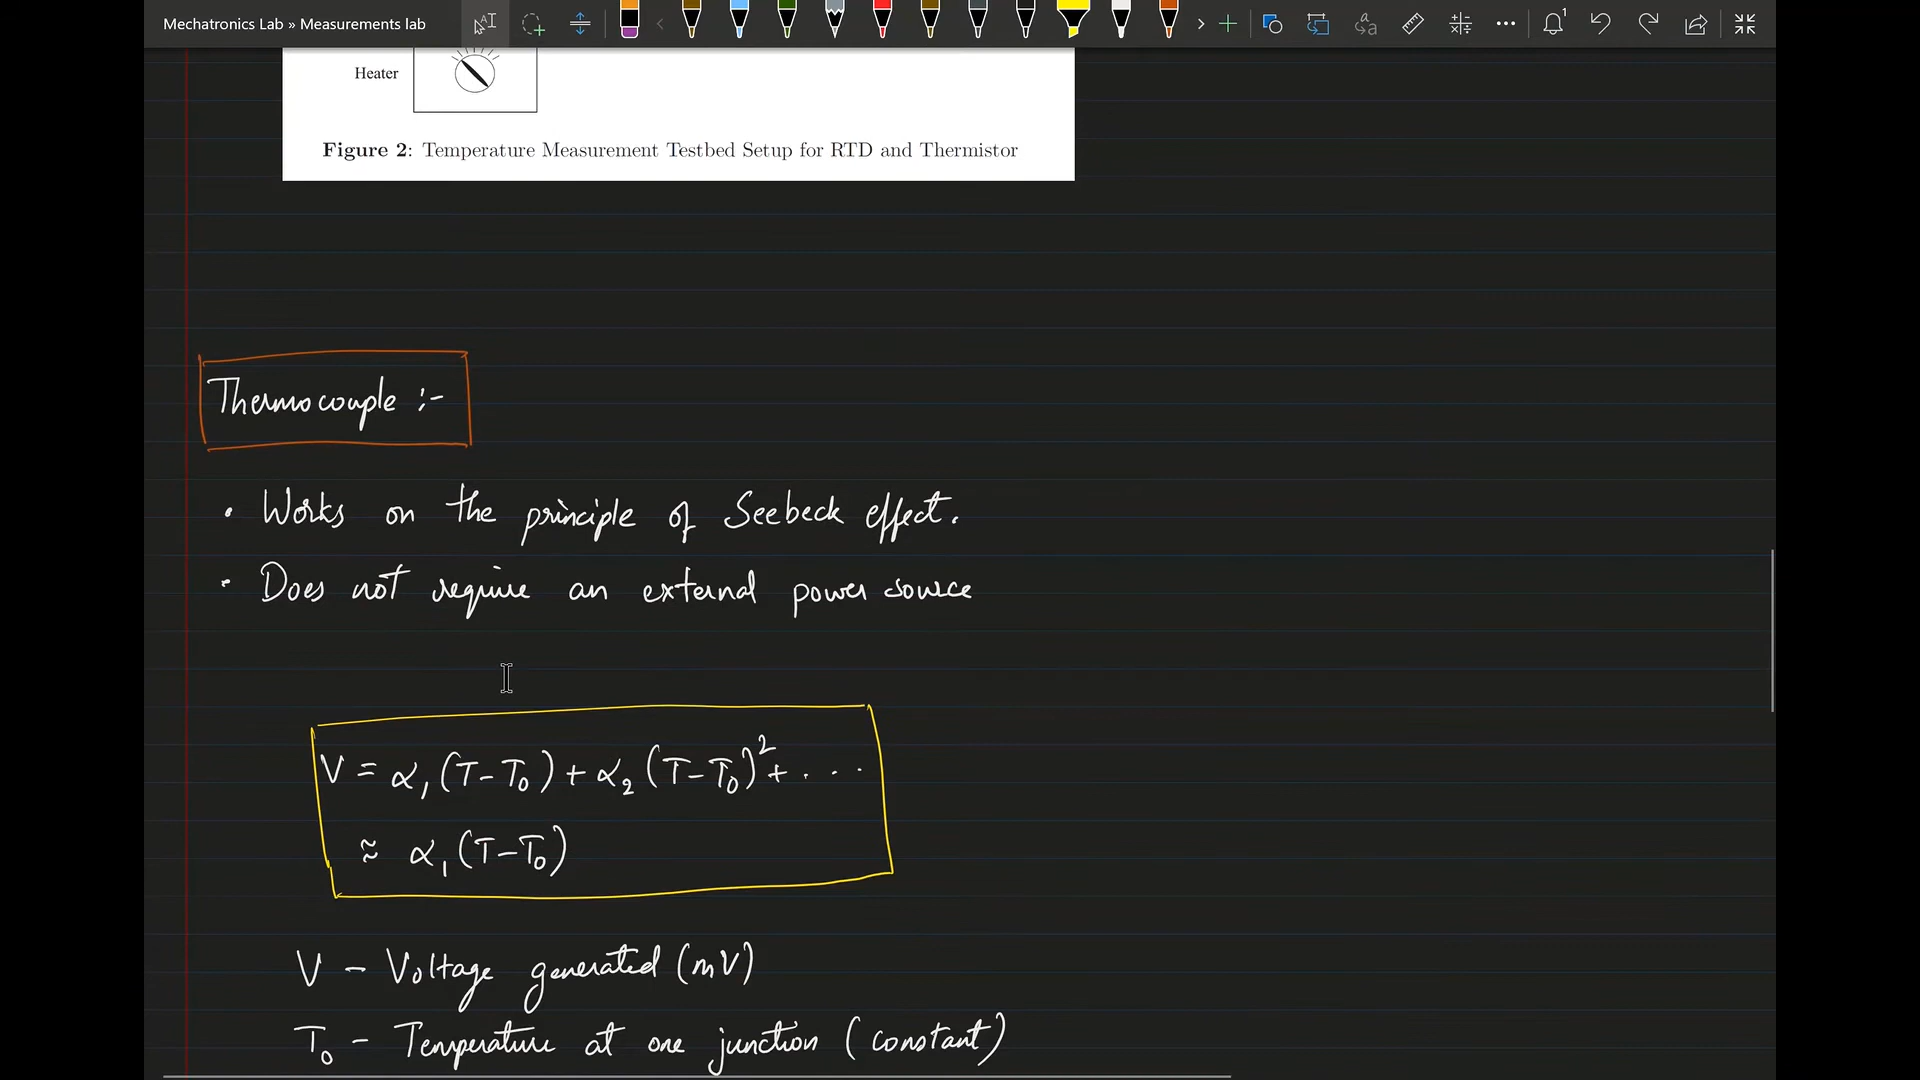 Mechatronics Lab » Measurements lab
Heater
Figure 2: Temperature Measurement Testbed Setup for RTD and Thermistor
Thermocouple :-
• Works on the principle of Seebeck effect.
• Does not require an external power source
V = α₁(T-T₀) + α₂(T-T₀)² + . . .
≈ α₁(T-T₀)
V - Voltage generated (mV)
T₀ - Temperature at one junction (constant)